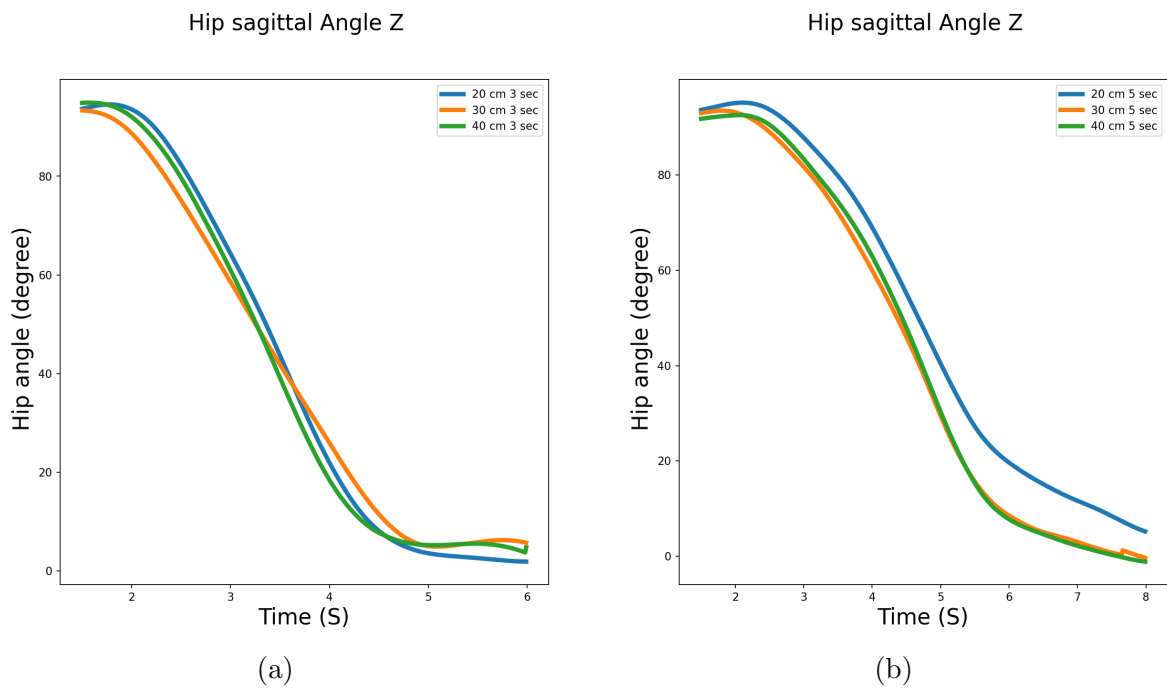 Hip sagittal Angle Z
20 cm 3 sec
30 cm 3 sec
40 cm 3 sec
80
60
40
20
0
Hip angle (degree)
2 3 4 5 6
Time (S)
(a)
Hip sagittal Angle Z
20 cm 5 sec
30 cm 5 sec
40 cm 5 sec
80
60
40
20
0
Hip angle (degree)
2 3 4 5 6 7 8
Time (S)
(b)